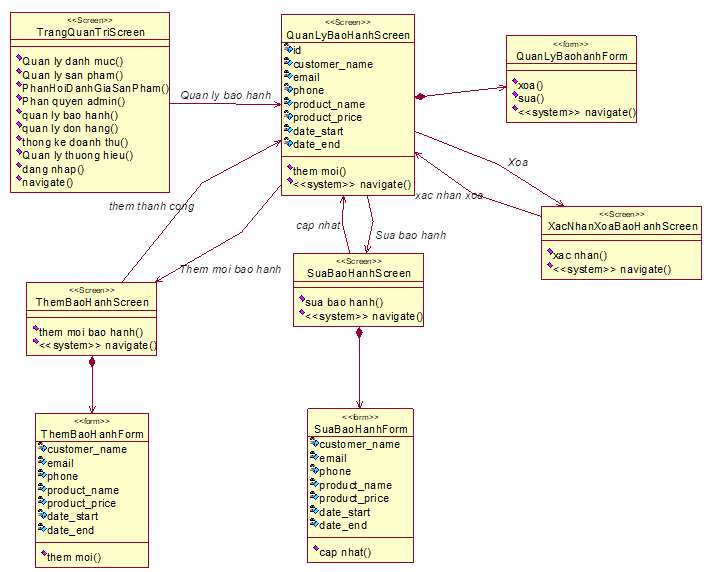 <<Screen>>
TrangQuanTriScreen
Quan ly danh muc()
Quan ly san pham()
PhanHoiDanhGiaSanPham()
Phan quyen admin()
quan ly bao hanh()
quan ly don hang()
thong ke doanh thu()
Quan ly thuong hieu()
dang nhap()
navigate()
Quan ly bao hanh
<<Screen>>
QuanLyBaoHanhScreen
id
customer_name
email
phone
product_name
product_price
date_start
date_end
them moi()
<<system>> navigate()
<<form>>
QuanLyBaohanhForm
xoa()
sua()
<<system>> navigate()
Xoa
xac nhan xoa
<<Screen>>
XacNhanXoaBaoHanhScreen
xac nhan()
<<system>> navigate()
them thanh cong
Them moi bao hanh
cap nhat
Sua bao hanh
<<Screen>>
ThemBaoHanhScreen
them moi bao hanh()
<<system>> navigate()
<<Screen>>
SuaBaoHanhScreen
sua bao hanh()
<<system>> navigate()
<<form>>
ThemBaoHanhForm
customer_name
email
phone
product_name
product_price
date_start
date_end
them moi()
<<form>>
SuaBaoHanhForm
customer_name
email
phone
product_name
product_price
date_start
date_end
cap nhat()